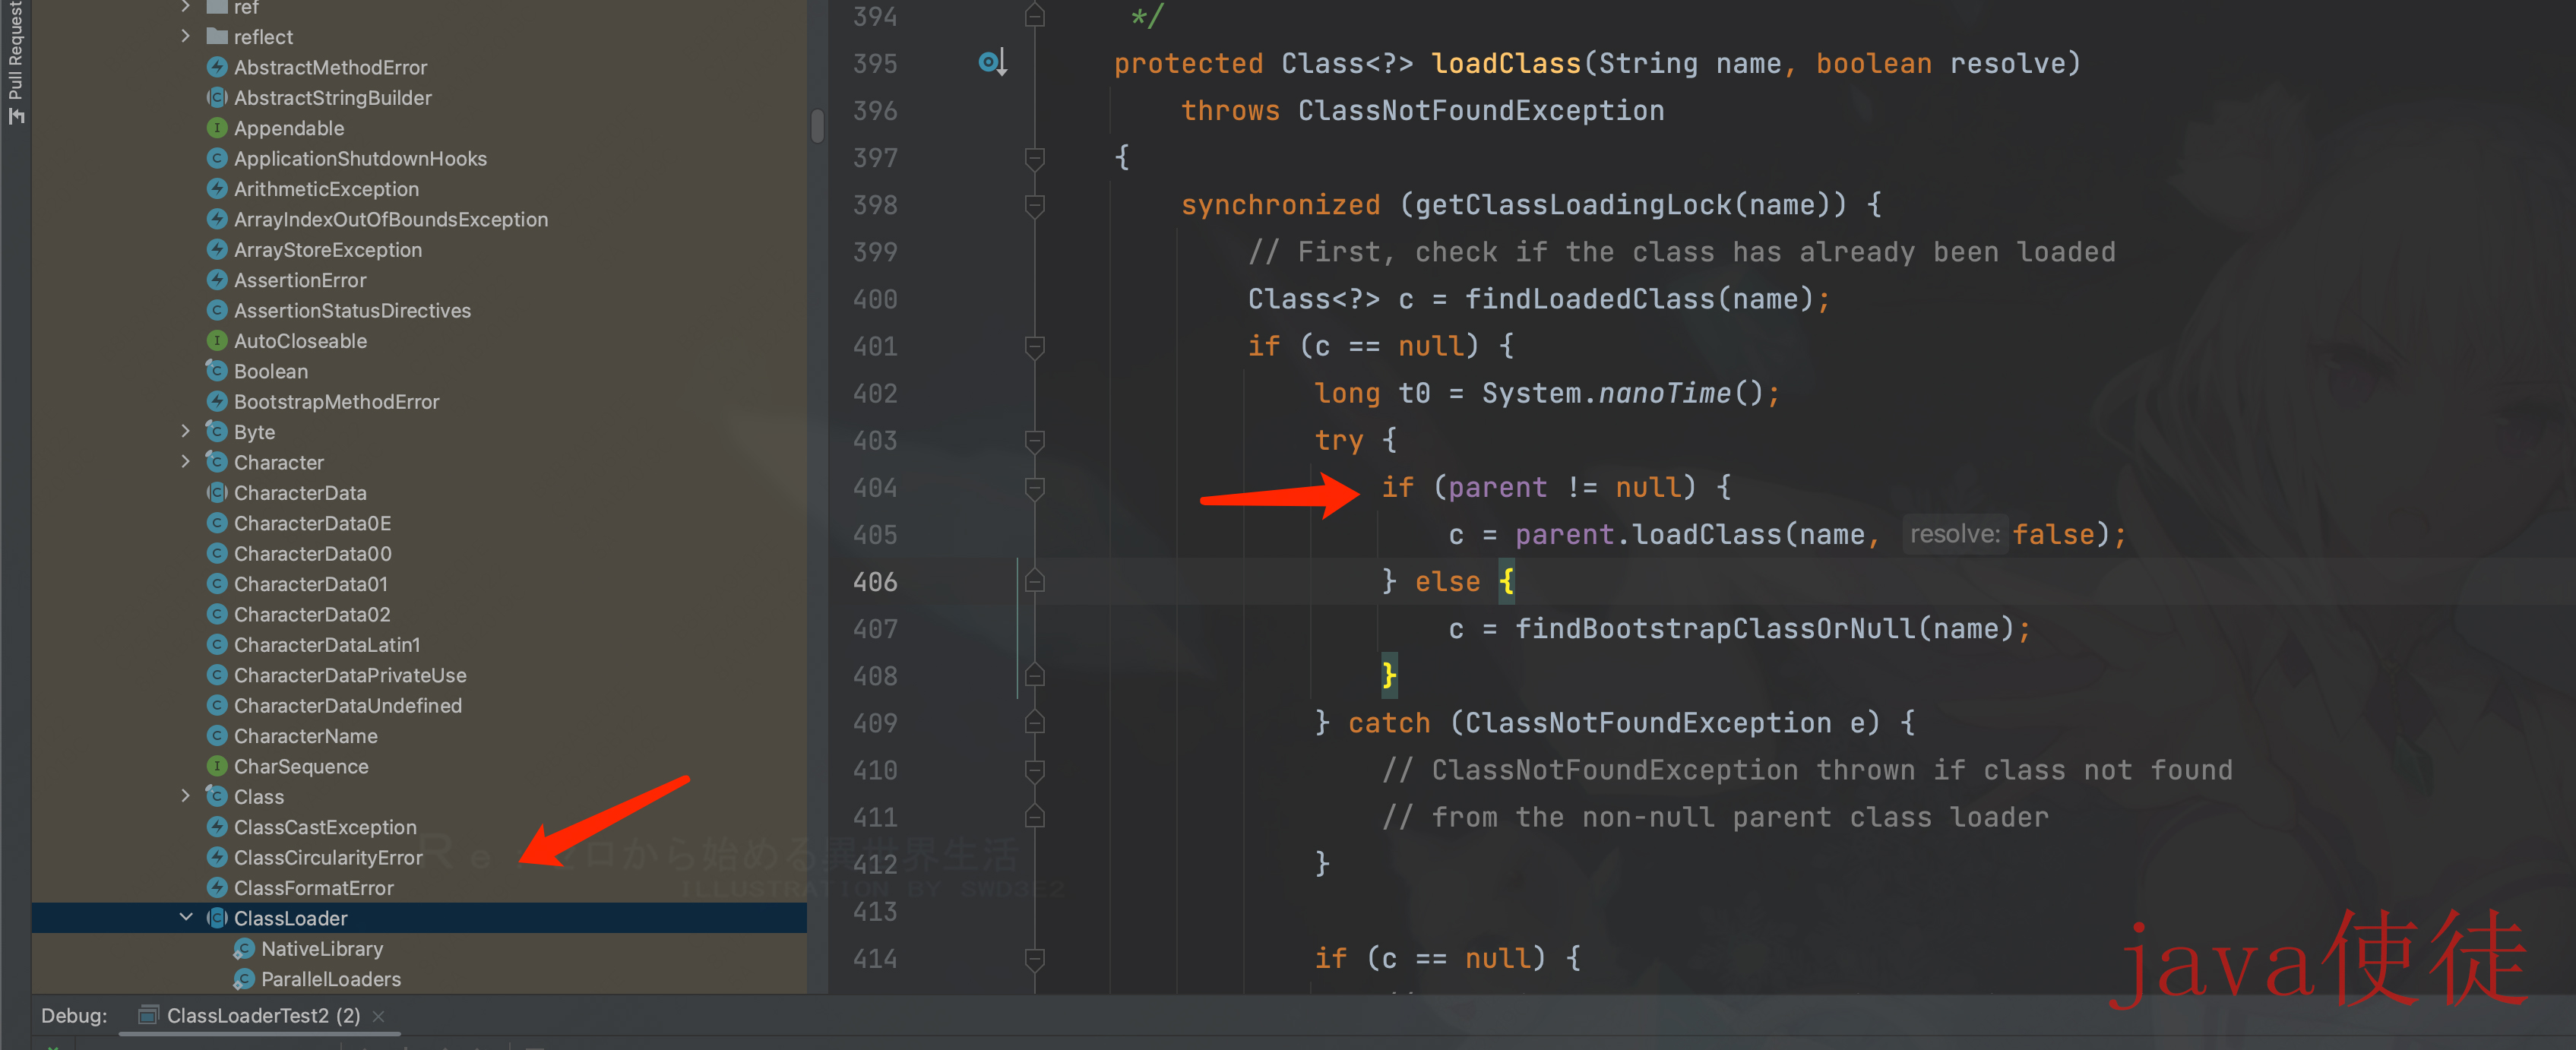 Pull Request
ref
reflect
AbstractMethodError
AbstractStringBuilder
Appendable
ApplicationShutdownHooks
ArithmeticException
ArrayIndexOutOfBoundsException
ArrayStoreException
AssertionError
AssertionStatusDirectives
AutoCloseable
Boolean
BootstrapMethodError
Byte
Character
CharacterData
CharacterData0E
CharacterData00
CharacterData01
CharacterData02
CharacterDataLatin1
CharacterDataPrivateUse
CharacterDataUndefined
CharacterName
CharSequence
Class
ClassCastException
ClassCircularityError
ClassFormatError
ClassLoader
NativeLibrary
ParallelLoaders
394 */
395 protected Class<?> loadClass(String name, boolean resolve)
396 throws ClassNotFoundException
397 {
398 synchronized (getClassLoadingLock(name)) {
399 // First, check if the class has already been loaded
400 Class<?> c = findLoadedClass(name);
401 if (c == null) {
402 long t0 = System.nanoTime();
403 try {
404 if (parent != null) {
405 c = parent.loadClass(name, resolve: false);
406 } else {
407 c = findBootstrapClassOrNull(name);
408 }
409 } catch (ClassNotFoundException e) {
410 // ClassNotFoundException thrown if class not found
411 // from the non-null parent class loader
412 }
413
414 if (c == null) {
ロから始める異世界生活
ILLUSTRATION BY SWD3E2
java使徒
Debug: ClassLoaderTest2 (2)